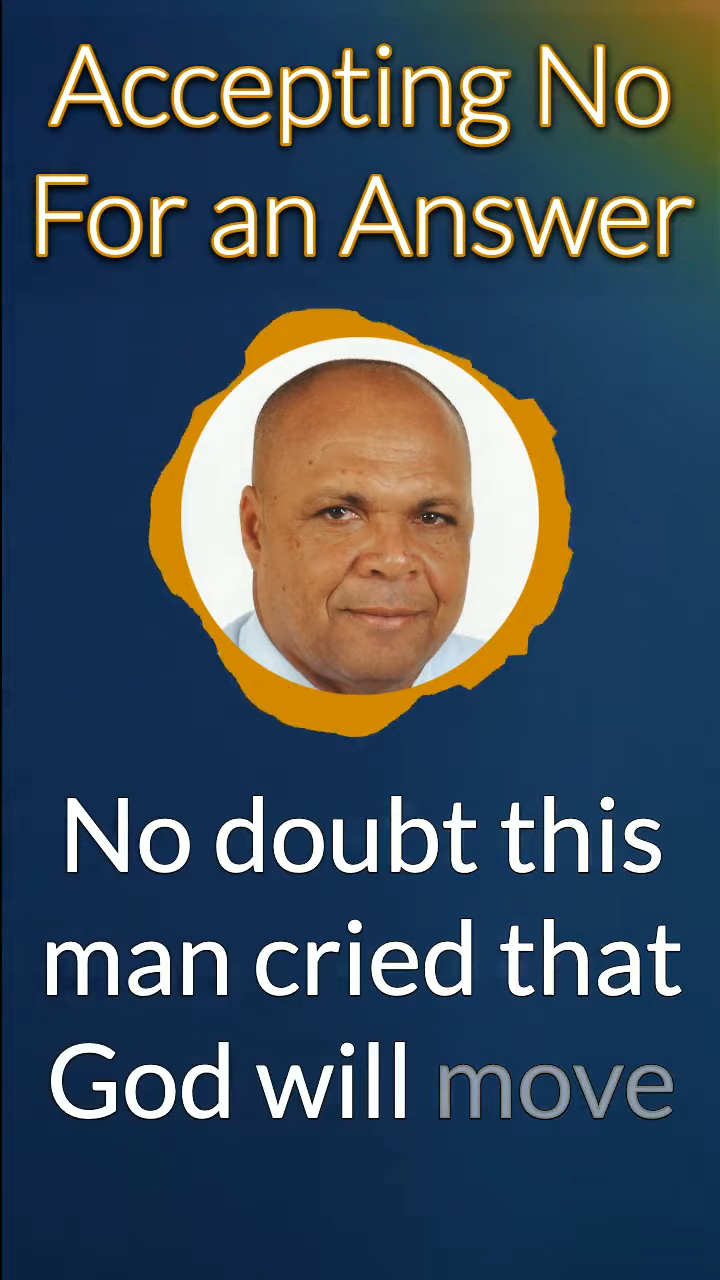 Accepting No
For an Answer
No doubt this
man cried that
God will move